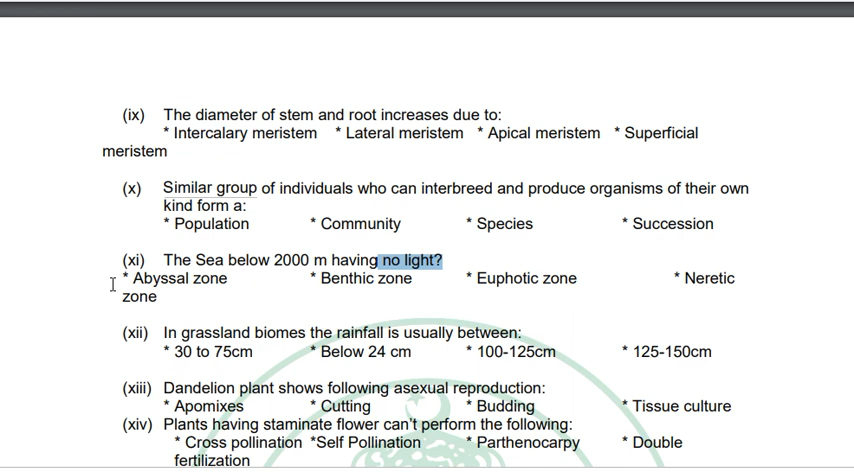 (ix) The diameter of stem and root increases due to:
* Intercalary meristem * Lateral meristem * Apical meristem * Superficial
meristem
(x) Similar group of individuals who can interbreed and produce organisms of their own
kind form a:
* Population * Community * Species * Succession
(xi) The Sea below 2000 m having no light?
* Abyssal zone * Benthic zone * Euphotic zone * Neretic
zone
(xii) In grassland biomes the rainfall is usually between:
* 30 to 75cm * Below 24 cm * 100-125cm * 125-150cm
(xiii) Dandelion plant shows following asexual reproduction:
* Apomixes * Cutting * Budding * Tissue culture
(xiv) Plants having staminate flower can't perform the following:
* Cross pollination *Self Pollination * Parthenocarpy * Double
fertilization